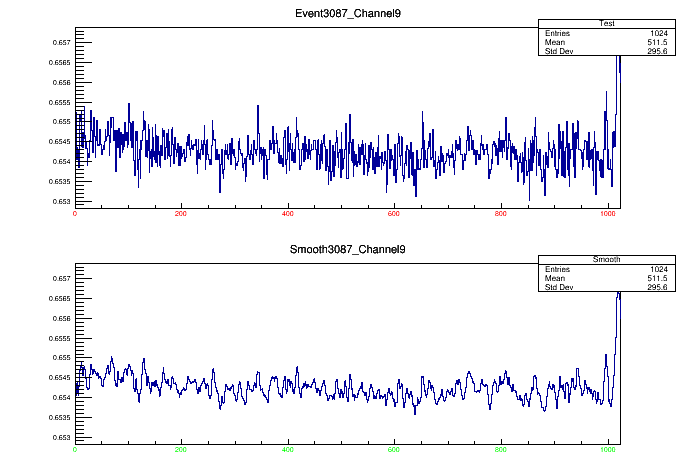 Event3087_Channel9
Test
Entries 1024
Mean 511.5
Std Dev 295.6
0.657
0.6565
0.656
0.6555
0.655
0.6545
0.654
0.6535
0.653
0 200 400 600 800 1000
Smooth3087_Channel9
Smooth
Entries 1024
Mean 511.5
Std Dev 295.6
0.657
0.6565
0.656
0.6555
0.655
0.6545
0.654
0.6535
0.653
0 200 400 600 800 1000